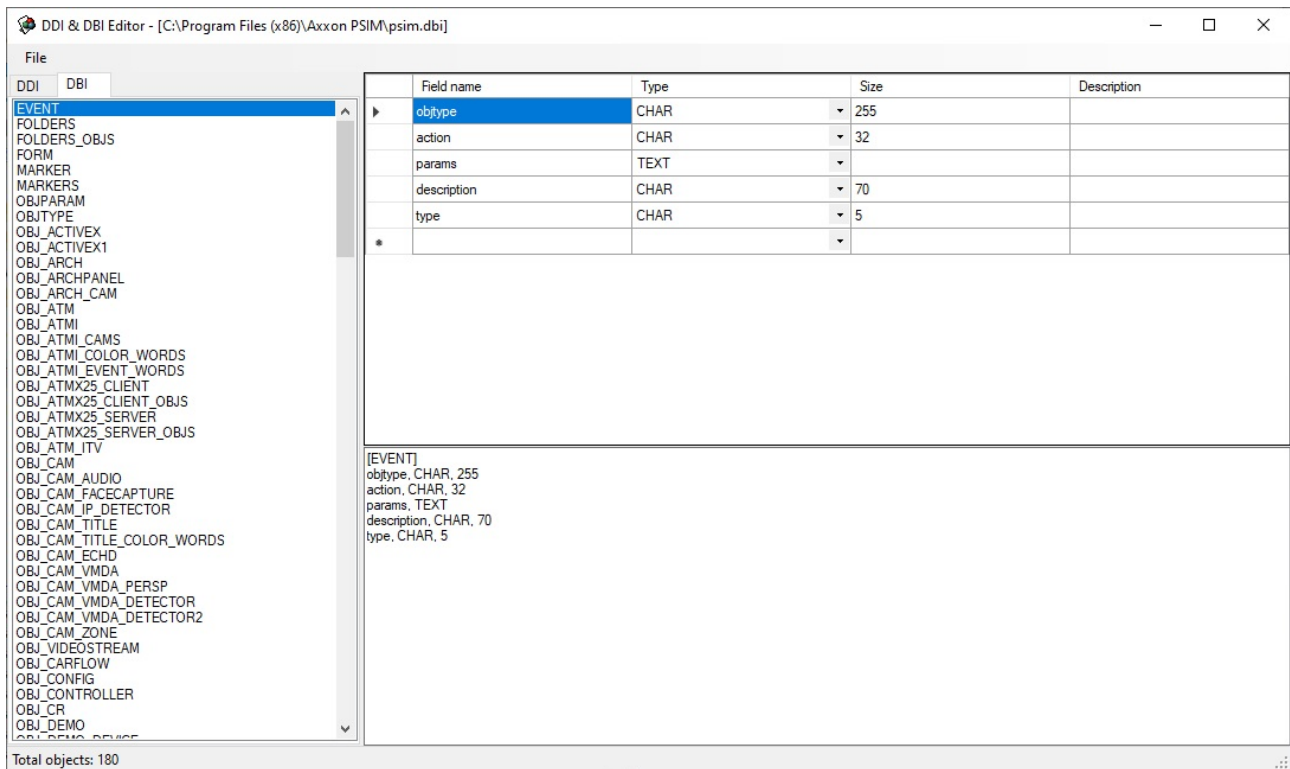 DDI & DBI Editor - [C:\Program Files (x86)\Axxon PSIM\psim.dbi]
File
DDI DBI
EVENT
FOLDERS
FOLDERS_OBJS
FORM
MARKER
MARKERS
OBJPARAM
OBJTYPE
OBJ_ACTIVEX
OBJ_ACTIVEX1
OBJ_ARCH
OBJ_ARCHPANEL
OBJ_ARCH_CAM
OBJ_ATM
OBJ_ATMI
OBJ_ATMI_CAMS
OBJ_ATMI_COLOR_WORDS
OBJ_ATMI_EVENT_WORDS
OBJ_ATMX25_CLIENT
OBJ_ATMX25_CLIENT_OBJS
OBJ_ATMX25_SERVER
OBJ_ATMX25_SERVER_OBJS
OBJ_ATM_ITV
OBJ_CAM
OBJ_CAM_AUDIO
OBJ_CAM_FACECAPTURE
OBJ_CAM_IP_DETECTOR
OBJ_CAM_TITLE
OBJ_CAM_TITLE_COLOR_WORDS
OBJ_CAM_ECHD
OBJ_CAM_VMDA
OBJ_CAM_VMDA_PERSP
OBJ_CAM_VMDA_DETECTOR
OBJ_CAM_VMDA_DETECTOR2
OBJ_CAM_ZONE
OBJ_VIDEOSTREAM
OBJ_CARFLOW
OBJ_CONFIG
OBJ_CONTROLLER
OBJ_CR
OBJ_DEMO
OBJ_DEMO_DEVICE
Field name Type Size Description
objtype CHAR 255
action CHAR 32
params TEXT
description CHAR 70
type CHAR 5
[EVENT]
objtype, CHAR, 255
action, CHAR, 32
params, TEXT
description, CHAR, 70
type, CHAR, 5
Total objects: 180